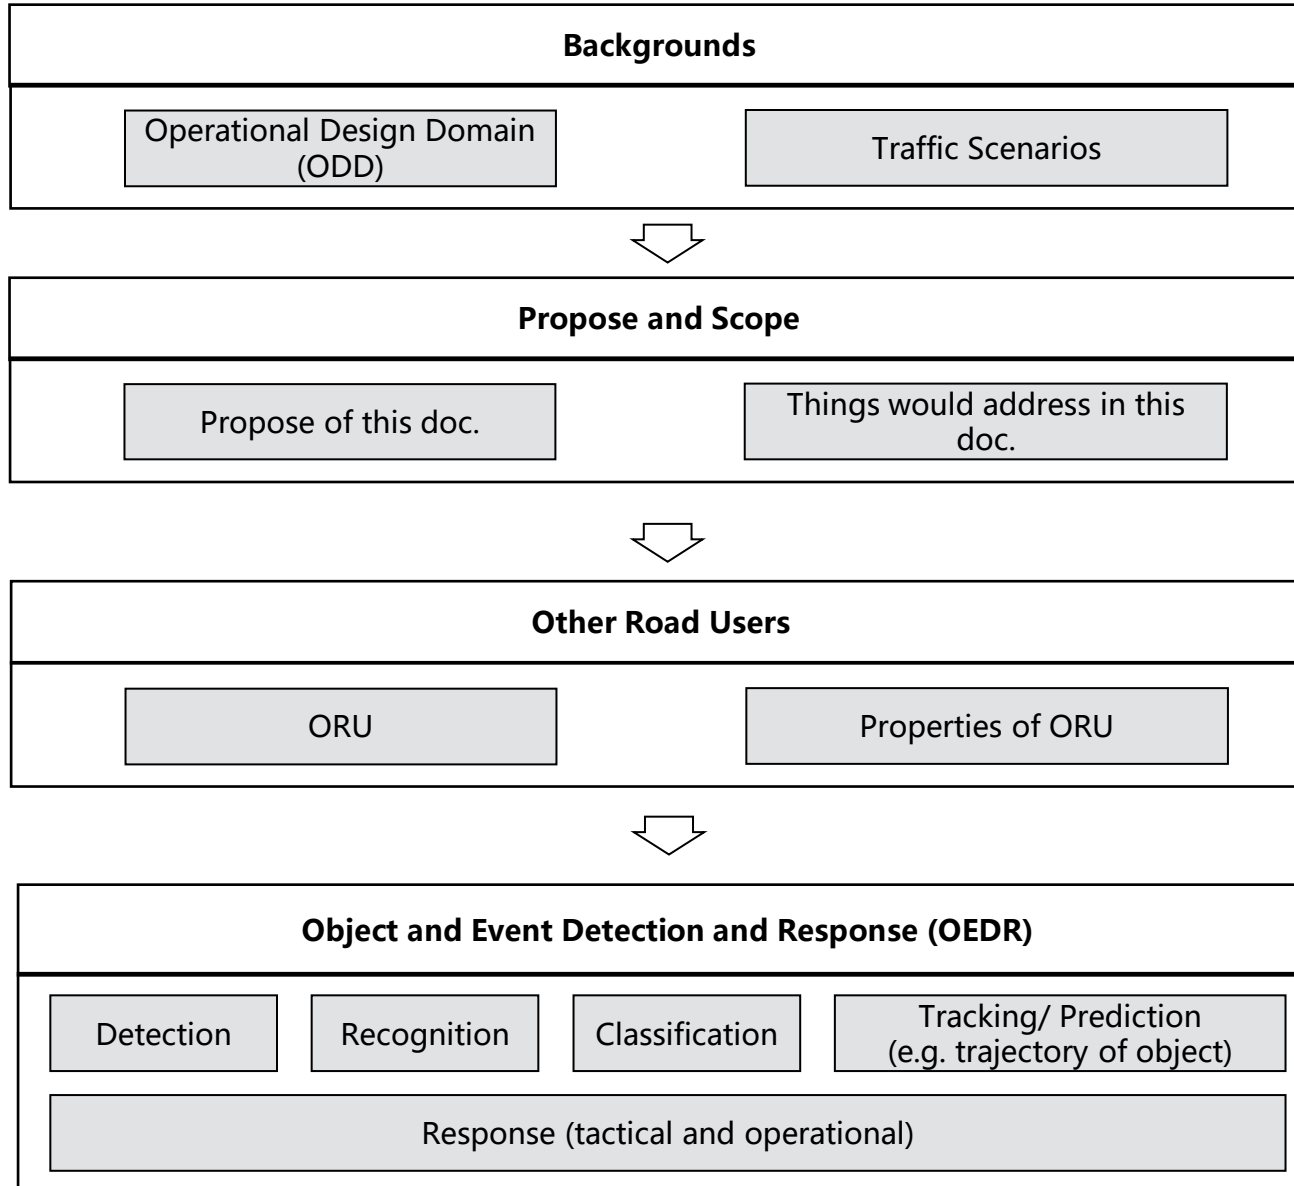 Backgrounds
Operational Design Domain
(ODD)
Traffic Scenarios
Propose and Scope
Propose of this doc.
Things would address in this
doc.
Other Road Users
ORU
Properties of ORU
Object and Event Detection and Response (OEDR)
Detection
Recognition
Classification
Tracking/ Prediction
(e.g. trajectory of object)
Response (tactical and operational)